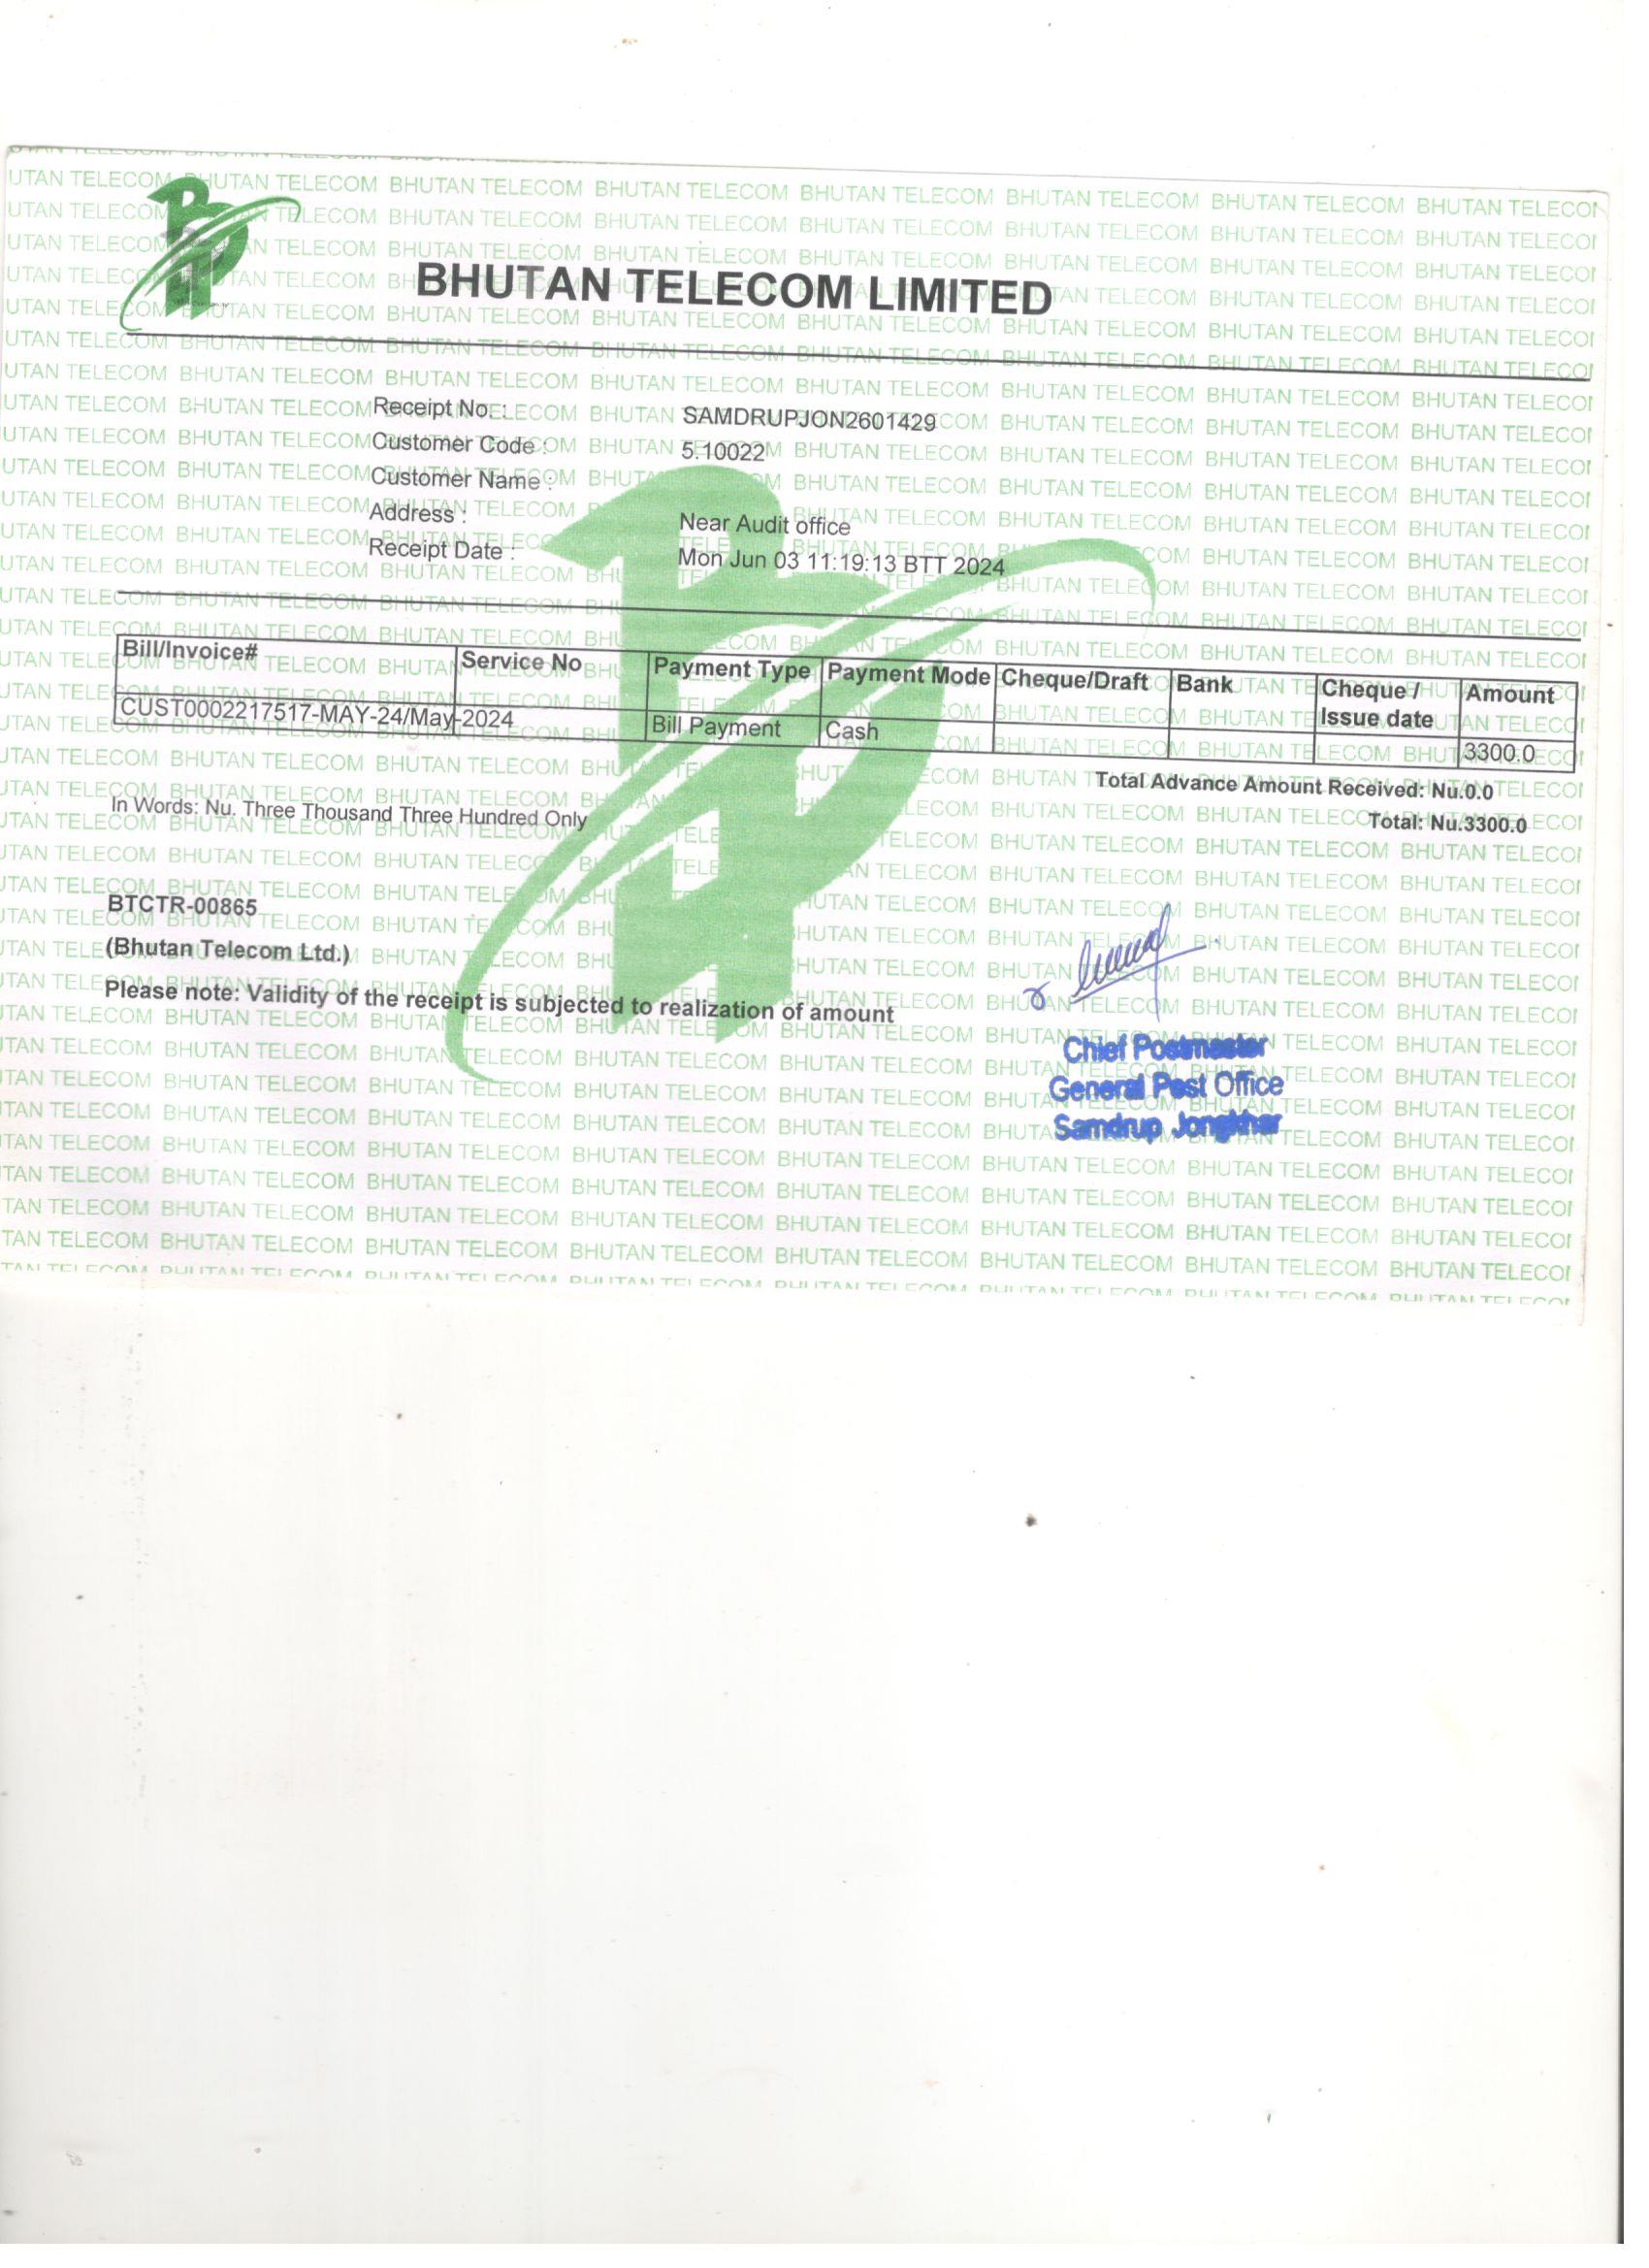 BHUTAN TELECOM LIMITED
Receipt No. : SAMDRUPJON2601429
Customer Code : 5.10022
Customer Name :
Address : Near Audit office
Receipt Date : Mon Jun 03 11:19:13 BTT 2024
Bill/Invoice# Service No Payment Type Payment Mode Cheque/Draft Bank Cheque / Issue date Amount
CUST0002217517-MAY-24/May-2024 Bill Payment Cash 3300.0
Total Advance Amount Received: Nu.0.0
In Words: Nu. Three Thousand Three Hundred Only
Total: Nu.3300.0
BTCTR-00865
(Bhutan Telecom Ltd.)
Please note: Validity of the receipt is subjected to realization of amount
Chief Postmaster
General Post Office
Samdrup Jongkhar